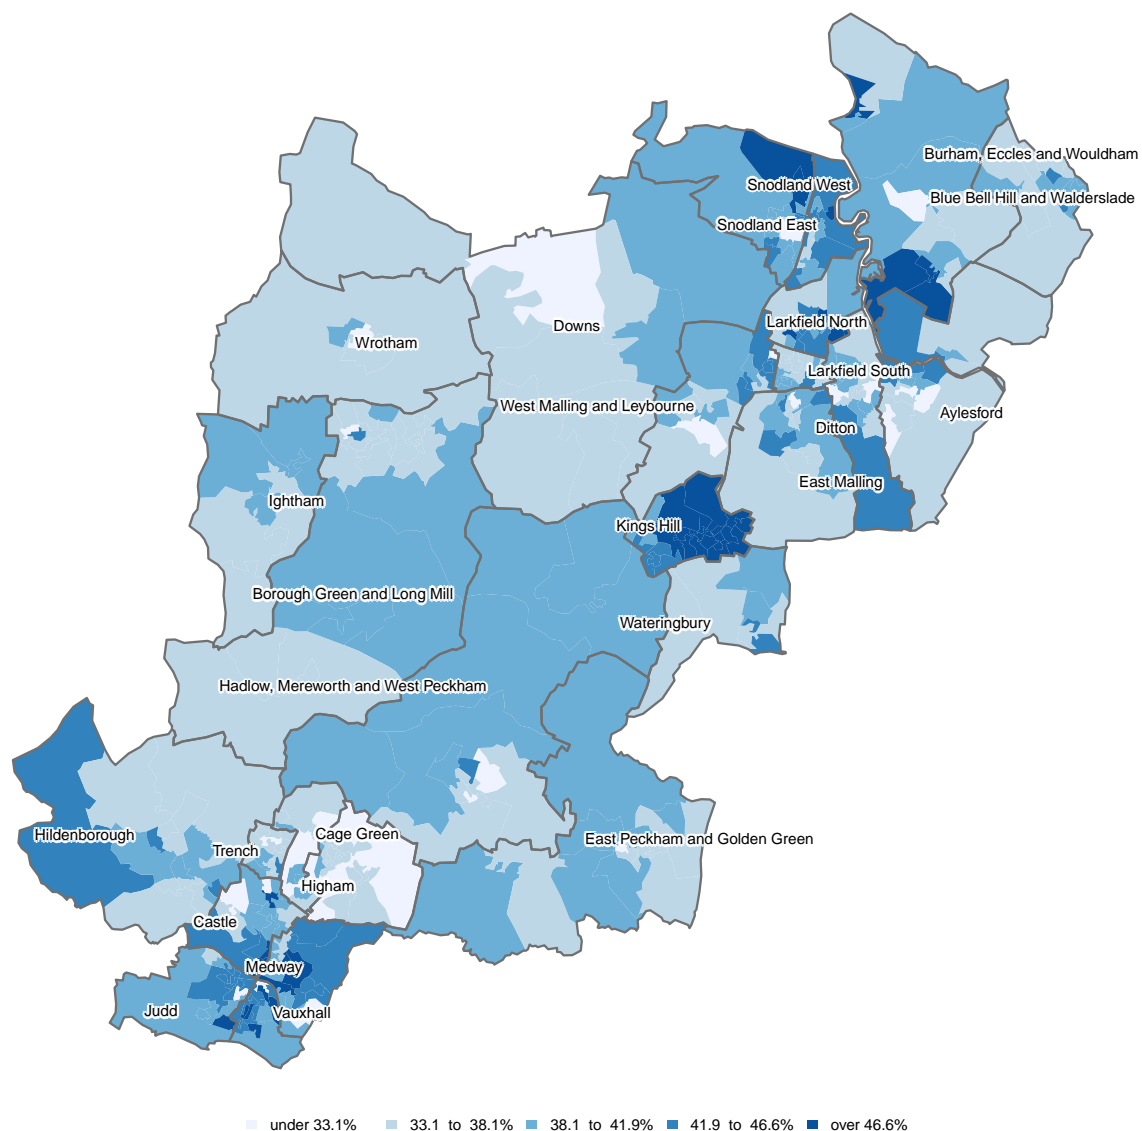 Burham, Eccles and Wouldham
Snodland West
Blue Bell Hill and Walderslade
Snodland East
Larkfield North
Downs
Wrotham
Larkfield South
West Malling and Leybourne
Aylesford
Ditton
East Malling
Ightham
Kings Hill
Borough Green and Long Mill
Wateringbury
Hadlow, Mereworth and West Peckham
Hildenborough
Cage Green
East Peckham and Golden Green
Trench
Higham
Castle
Medway
Judd
Vauxhall
under 33.1% 33.1 to 38.1% 38.1 to 41.9% 41.9 to 46.6% over 46.6%